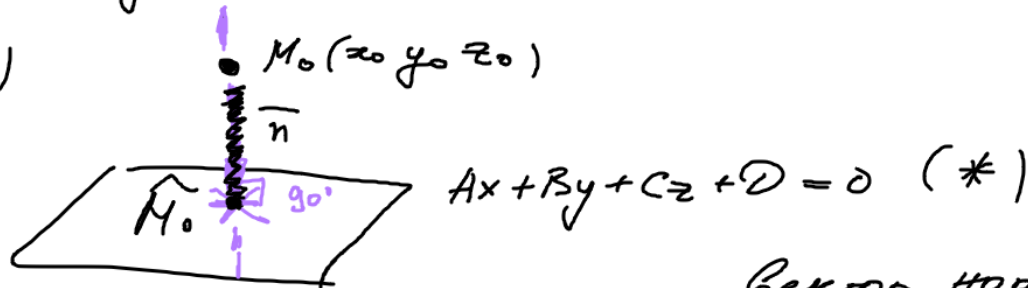 )
M₀ (x₀ y₀ z₀)
n̅
M̂₀
90°
Ax + By + Cz + D = 0 (*)